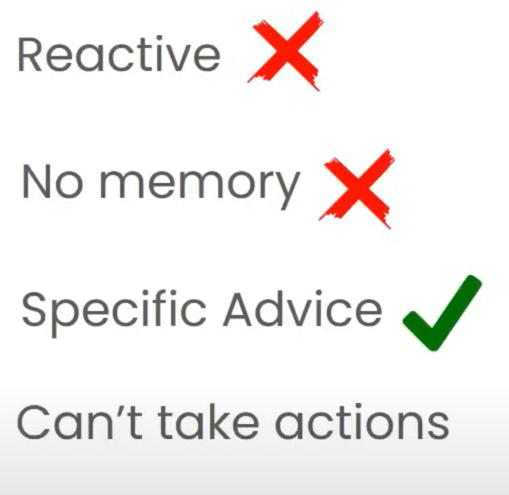 Reactive
No memory
Specific Advice
Can't take actions